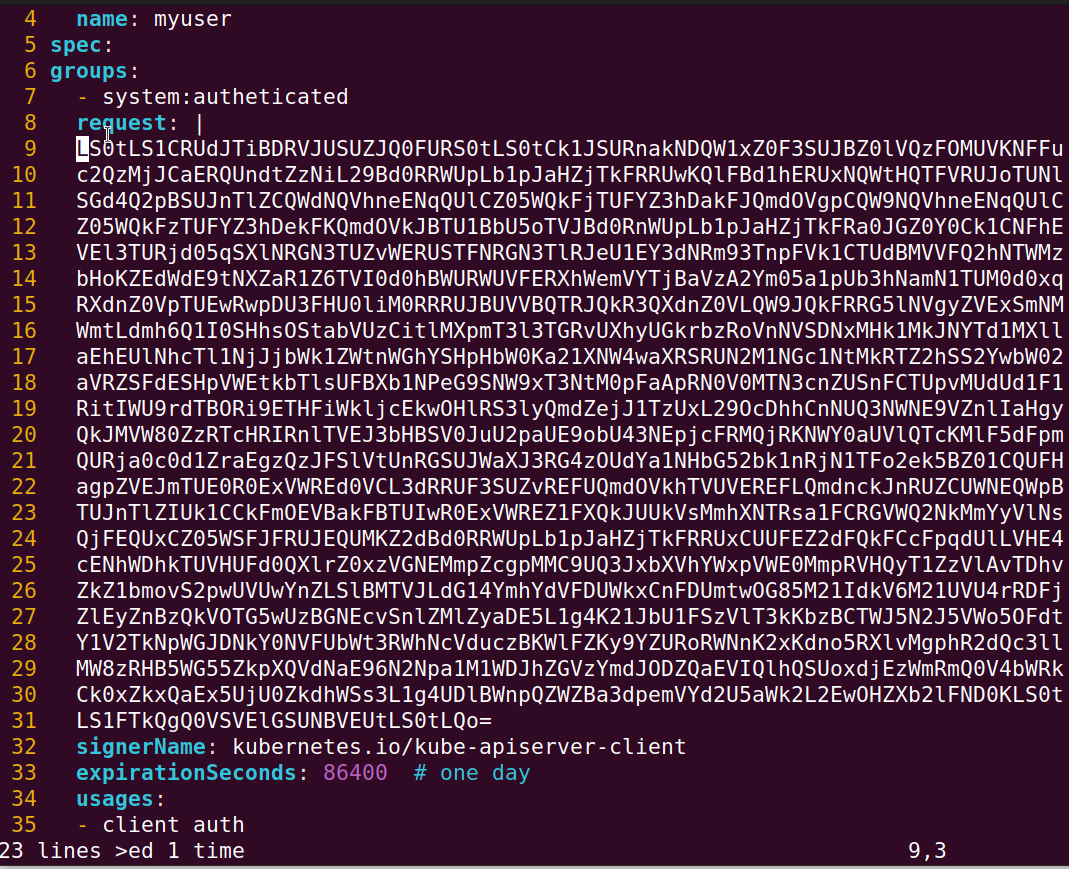 4 name: myuser
5 spec:
6 groups:
7 - system:autheticated
8 request: |
9 LS0tLS1CRUdJTiBDRVJUSUZJQ0FURS0tLS0tCk1JSURnakNDQW1xZ0F3SUJBZ0lVQzFOMUVKNFFu
10 c2QzMjJCaERQUndtZzNiL29Bd0RRWUpLb1pJaHZjTkFRRUwKQlFBd1hERUxNQWtHQTFVRUJoTUNl
11 SGd4Q2pBSUJnTlZCQWdNQVhneENqQUlCZ05WQkFjTUFYZ3hDakFJQmdOVgpCQW9NQVhneENqQUlC
12 Z05WQkFzTUFYZ3hDekFKQmdOVkJBTU1BbU5oTVJBd0RnWUpLb1pJaHZjTkFRa0JGZ0Y0Ck1CNFhE
13 VEl3TURjd05qSXlNRGN3TUZvWERUSTFNRGN3TlRJeU1EY3dNRm93TnpFVk1CTUdBMVVFQ2hNTWMz
14 bHoKZEdWdE9tNXZaR1Z6TVI0d0hBWURWUVFERXhWemVYTjBaVzA2Ym05a1pUb3hNamN1TUM0d0xq
15 RXdnZ0VpTUEwRwpDU3FHU0liM0RRRUJBUVVBQTRJQkR3QXdnZ0VLQW9JQkFRRG5lNVgyZVExSmNM
16 WmtLdmh6Q1I0SHhsOStabVUzCitlMXpmT3l3TGRvUXhyUGkrbzRoVnNVSDNxMHk1MkJNYTd1MXll
17 aEhEUlNhcTl1NjJjbWk1ZWtnWGhYSHpHbW0Ka21XNW4waXRSRUN2M1NGc1NtMkRTZ2hSS2YwbW02
18 aVRZSFdESHpVWEtkbTlsUFBXb1NPeG9SNW9xT3NtM0pFaApRN0V0MTN3cnZUSnFCTUpvMUdUd1F1
19 RitIWU9rdTBORi9ETHFiWkljcEkwOHlRS3lyQmdZejJ1TzUxL29OcDhhCnNUQ3NWNE9VZnlIaHgy
20 QkJMVW80ZzRTcHRIRnlTVEJ3bHBSV0JuU2paUE9obU43NEpjcFRMQjRKNWY0aUVlQTcKMlF5dFpm
21 QURja0c0d1ZraEgzQzJFSlVtUnRGSUJWaXJ3RG4zOUdYa1NHbG52bk1nRjN1TFo2ek5BZ01CQUFH
22 agpZVEJmTUE0R0ExVWREd0VCL3dRRUF3SUZvREFUQmdOVkhTVUVEREFLQmdnckJnRUZCUWNEQWpB
23 TUJnTlZIUk1CCkFmOEVBakFBTUIwR0ExVWREZ1FXQkJUUkVsMmhXNTRsa1FCRGVWQ2NkMmYyVlNs
24 QjFEQUxCZ05WSFJFRUJEQUMKZ2dBd0RRWUpLb1pJaHZjTkFRRUxCUUFEZ2dFQkFCcFpqdUlLVHE4
25 cENhWDhkTUVHUFd0QXlrZ0xzVGNEMmpZcgpMMC9UQ3JxbXVhYWxpVWE0MmpRVHQyT1ZzVlAvTDhv
26 ZkZ1bmovS2pwUVUwYnZLSlBMTVJLdG14YmhYdVFDUWkxCnFDUmtwOG85M21IdkV6M21UVU4rRDFj
27 ZlEyZnBzQkVOTG5wUzBGNEcvSnlZMlZyaDE5L1g4K21JbU1FSzVlT3kKbzBCTWJ5N2J5VWo5OFdt
28 Y1V2TkNpWGJDNkY0NVFUbWt3RWhNcVduczBKWlFZKy9YZURoRWNnK2xKdno5RXlvMgphR2dQc3ll
29 MW8zRHB5WG55ZkpXQVdNaE96N2Npa1M1WDJhZGVzYmdJODZQaEVIQlhQSUoxdjEzWmRmQ0V4bWRk
30 Ck0xZkxQaEx5UjU0ZkdhWSs3L1g4UDlBWnpQZWZBa3dpemVYd2U5aWk2L2EwOHZXb2lFND0KLS0t
31 LS1FTkQgQ0VSVElGSUNBVEUtLS0tLQo=
32 signerName: kubernetes.io/kube-apiserver-client
33 expirationSeconds: 86400 # one day
34 usages:
35 - client auth
23 lines >ed 1 time 9,3